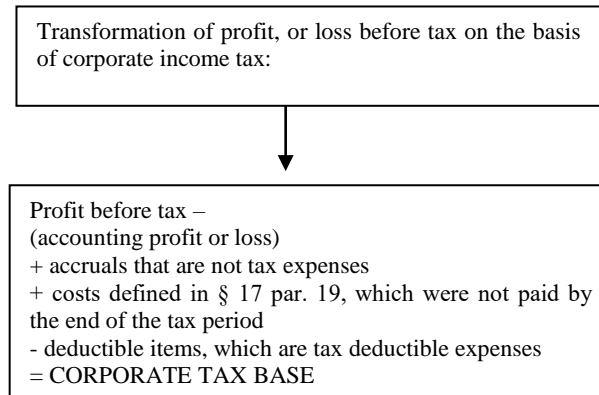 Transformation of profit, or loss before tax on the basis
of corporate income tax:
Profit before tax –
(accounting profit or loss)
+ accruals that are not tax expenses
+ costs defined in § 17 par. 19, which were not paid by
the end of the tax period
- deductible items, which are tax deductible expenses
= CORPORATE TAX BASE